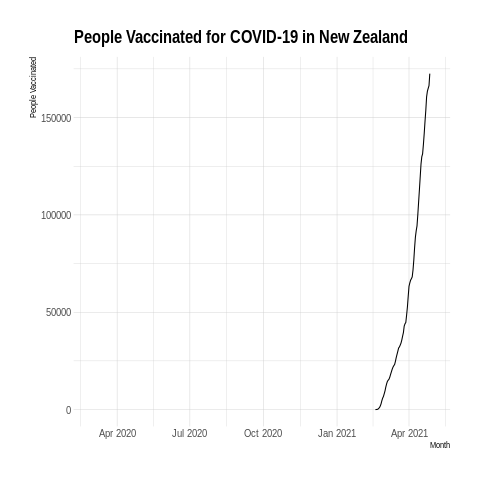 People Vaccinated for COVID-19 in New Zealand
People Vaccinated
150000
100000
50000
0
Apr 2020 Jul 2020 Oct 2020 Jan 2021 Apr 2021
Month